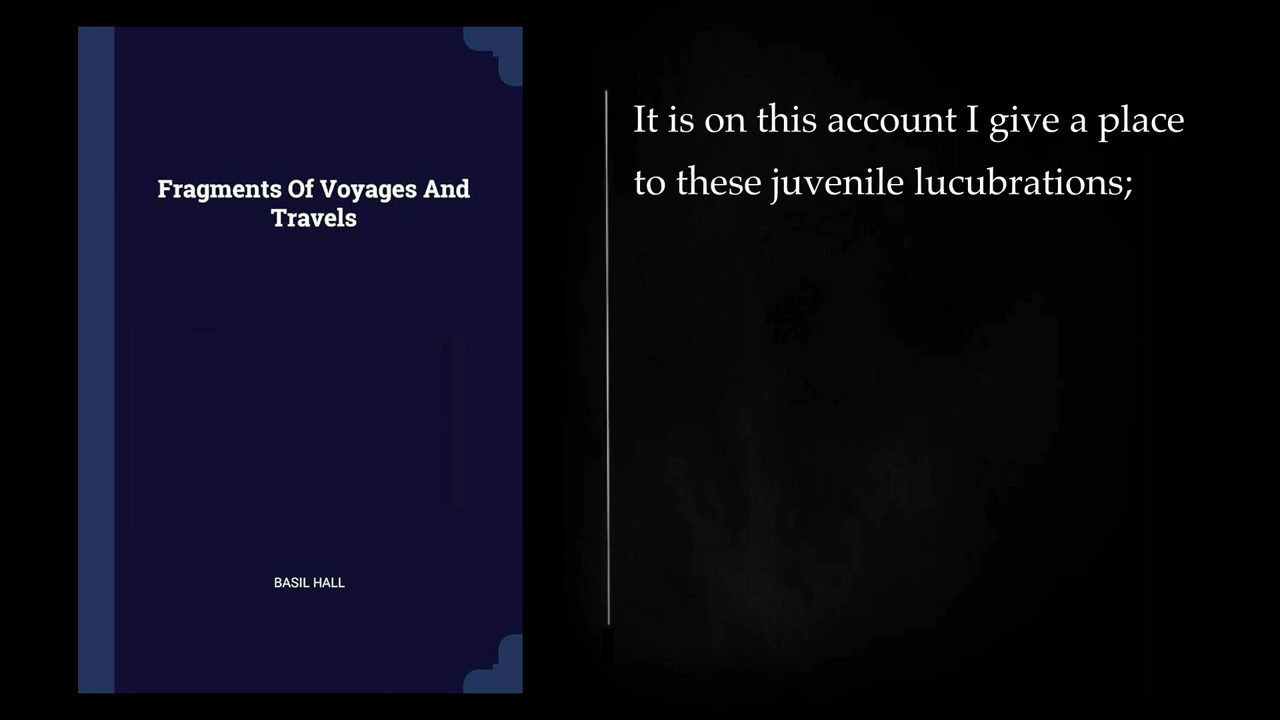 Fragments Of Voyages And
Travels
BASIL HALL
It is on this account I give a place
to these juvenile lucubrations;